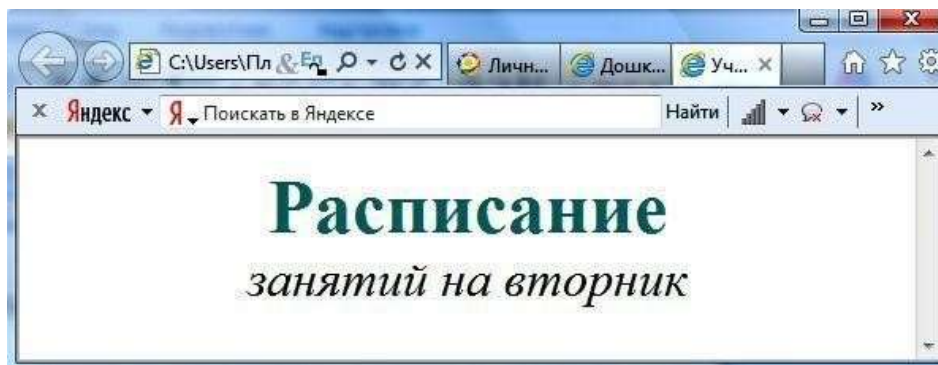 C:\Users\Пл
Личн...
Дошк...
Уч...
Яндекс
Я Поискать в Яндексе
Найти
Расписание
занятий на вторник